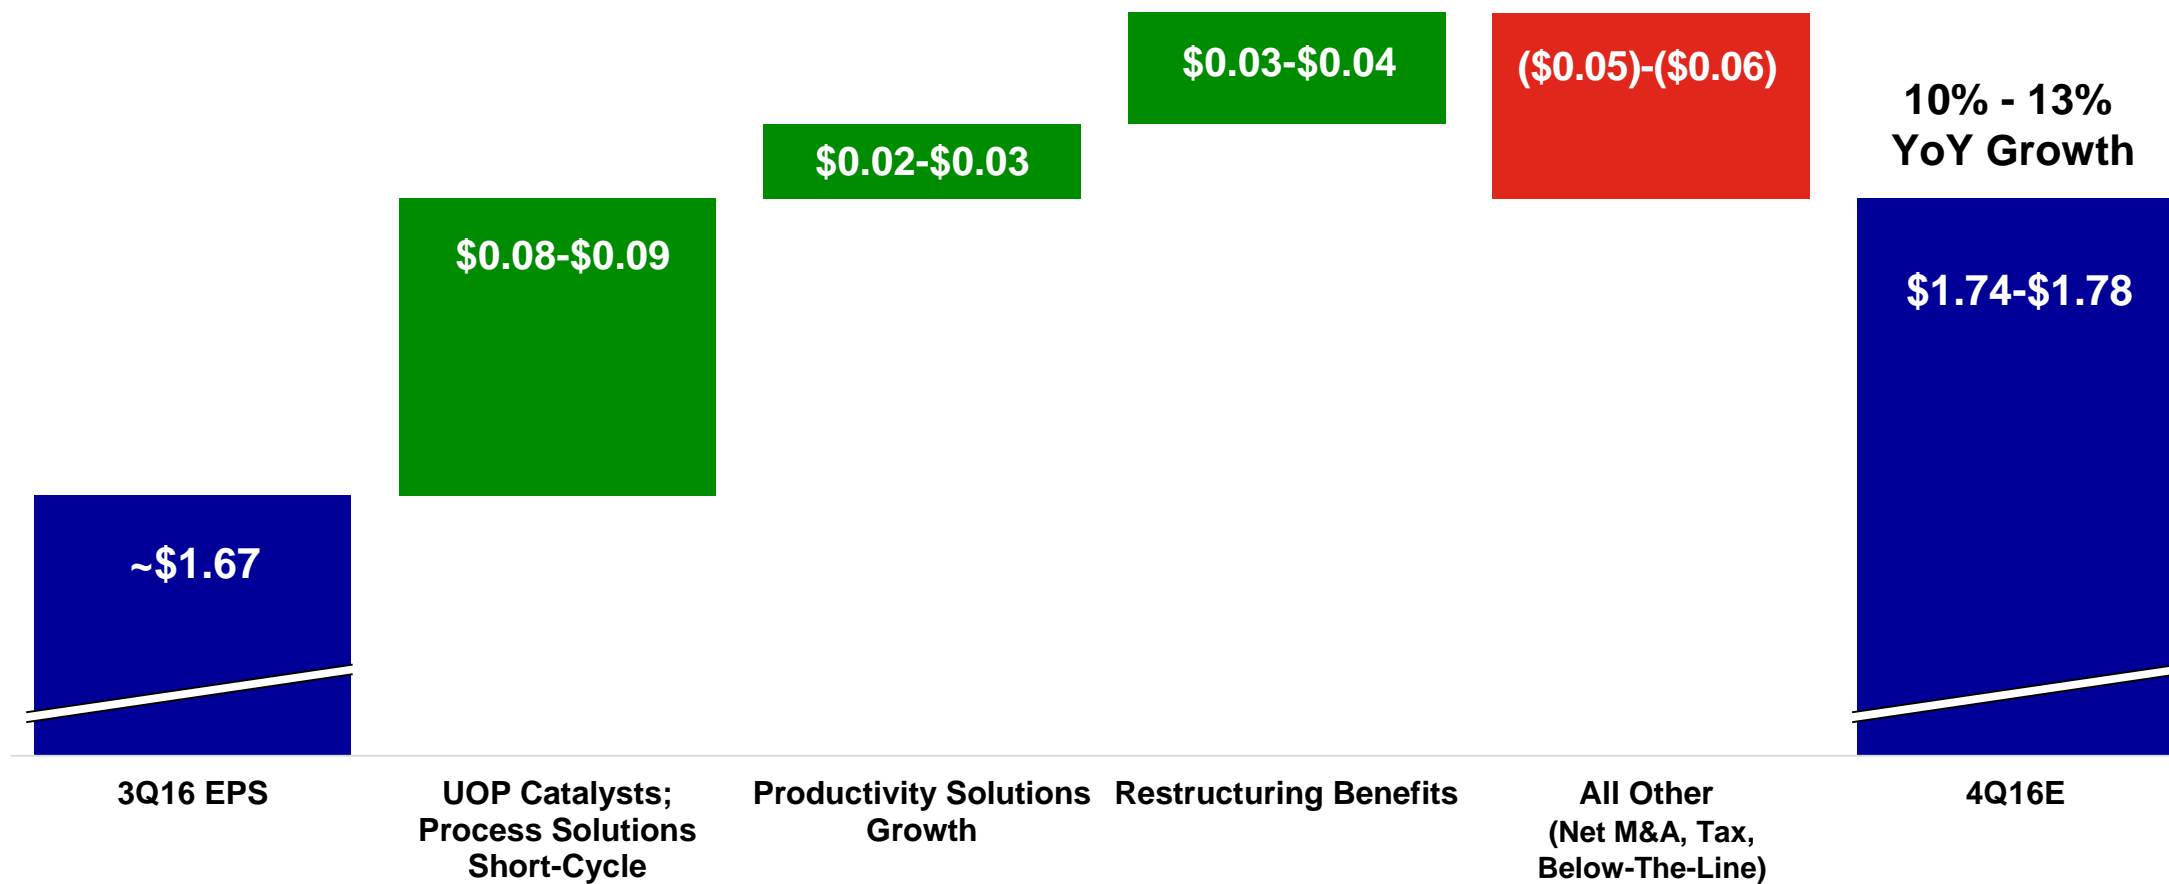 $0.03-$0.04
($0.05)-($0.06)
10% - 13%
YoY Growth
$0.02-$0.03
$0.08-$0.09
$1.74-$1.78
~$1.67
3Q16 EPS
UOP Catalysts;
Process Solutions
Short-Cycle
Productivity Solutions
Growth
Restructuring Benefits
All Other
(Net M&A, Tax,
Below-The-Line)
4Q16E